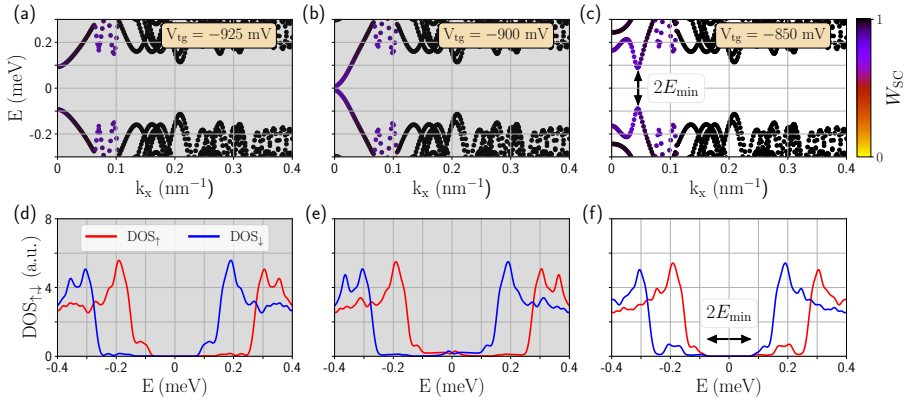 (a)
V_tg = −925 mV
E (meV)
0.2
0
-0.2
0
0.1
0.2
0.3
0.4
k_x (nm⁻¹)
(b)
V_tg = −900 mV
0
0.1
0.2
0.3
0.4
k_x (nm⁻¹)
(c)
V_tg = −850 mV
2E_min
0
0.1
0.2
0.3
0.4
k_x (nm⁻¹)
1
0
W_SC
(d)
DOS↑
DOS↓
DOS↑,↓ (a.u.)
8
4
0
-0.4
-0.2
0
0.2
0.4
E (meV)
(e)
-0.4
-0.2
0
0.2
0.4
E (meV)
(f)
2E_min
-0.4
-0.2
0
0.2
0.4
E (meV)